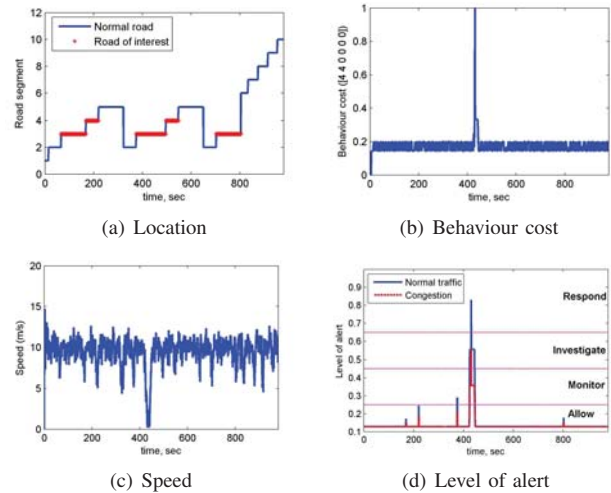 12
10
8
6
4
2
0
Road segment
Normal road
Road of interest
0 200 400 600 800
time, sec
(a) Location
1
0.8
0.6
0.4
0.2
0
Behaviour cost ([4 4 0 0 0 0])
0 200 400 600 800
time, sec
(b) Behaviour cost
20
15
10
5
0
Speed (m/s)
0 200 400 600 800
time, sec
(c) Speed
0.9
0.8
0.7
0.6
0.5
0.4
0.3
0.2
0.1
Level of alert
Normal traffic
Congestion
Respond
Investigate
Monitor
Allow
0 200 400 600 800
time, sec
(d) Level of alert